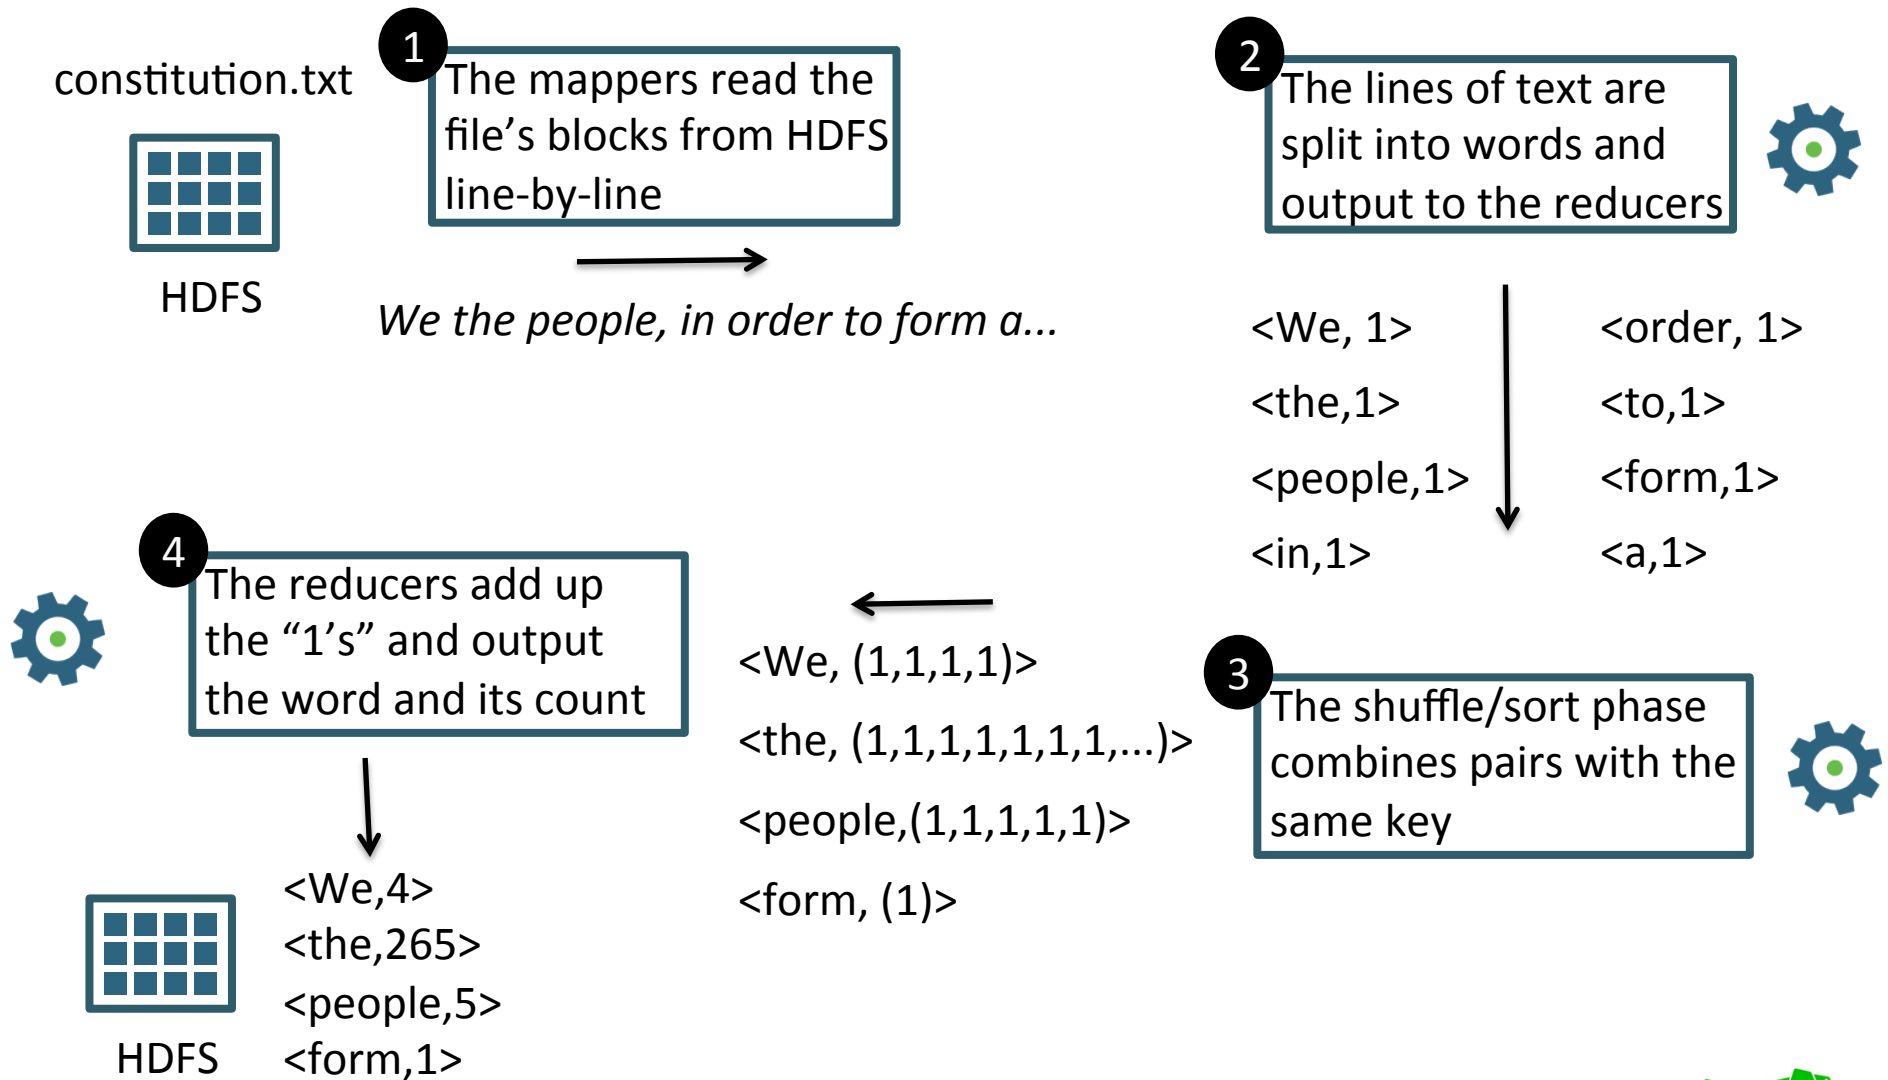 constitution.txt
HDFS
1
The mappers read the
file’s blocks from HDFS
line-by-line
We the people, in order to form a...
2
The lines of text are
split into words and
output to the reducers
<We, 1>
<the,1>
<people,1>
<in,1>
<order, 1>
<to,1>
<form,1>
<a,1>
3
The shuffle/sort phase
combines pairs with the
same key
<We, (1,1,1,1)>
<the, (1,1,1,1,1,1,1,...)>
<people,(1,1,1,1,1)>
<form, (1)>
4
The reducers add up
the “1’s” and output
the word and its count
<We,4>
<the,265>
<people,5>
<form,1>
HDFS